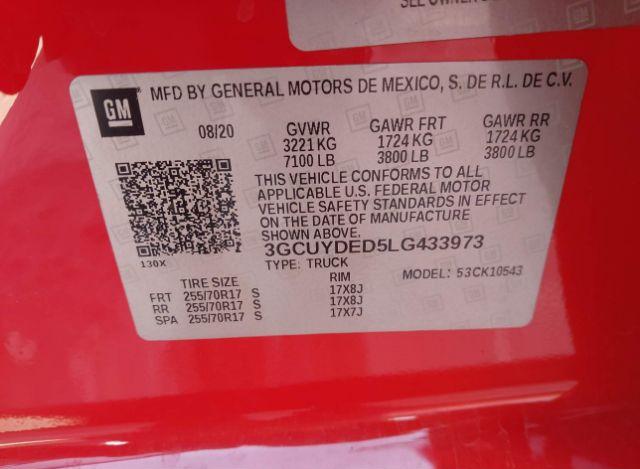 SEE OWNER
GM
MFD BY GENERAL MOTORS DE MEXICO, S. DE R.L. DE C.V.
08/20 GVWR GAWR FRT GAWR RR
3221 KG 1724 KG 1724 KG
7100 LB 3800 LB 3800 LB
THIS VEHICLE CONFORMS TO ALL
APPLICABLE U.S. FEDERAL MOTOR
VEHICLE SAFETY STANDARDS IN EFFECT
ON THE DATE OF MANUFACTURE
SHOWN ABOVE.
3GCUYDED5LG433973
130X TYPE: TRUCK MODEL: 53CK10543
TIRE SIZE RIM
FRT 255/70R17 S 17X8J
RR 255/70R17 S 17X8J
SPA 255/70R17 S 17X7J